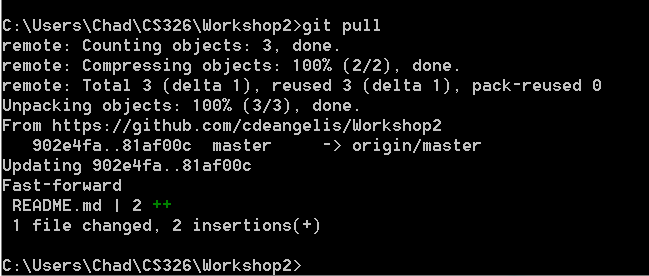 C:\Users\Chad\CS326\Workshop2>git pull
remote: Counting objects: 3, done.
remote: Compressing objects: 100% (2/2), done.
remote: Total 3 (delta 1), reused 3 (delta 1), pack-reused 0
Unpacking objects: 100% (3/3), done.
From https://github.com/cdeangelis/Workshop2
   902e4fa..81af00c  master     -> origin/master
Updating 902e4fa..81af00c
Fast-forward
 README.md | 2 ++
 1 file changed, 2 insertions(+)
C:\Users\Chad\CS326\Workshop2>